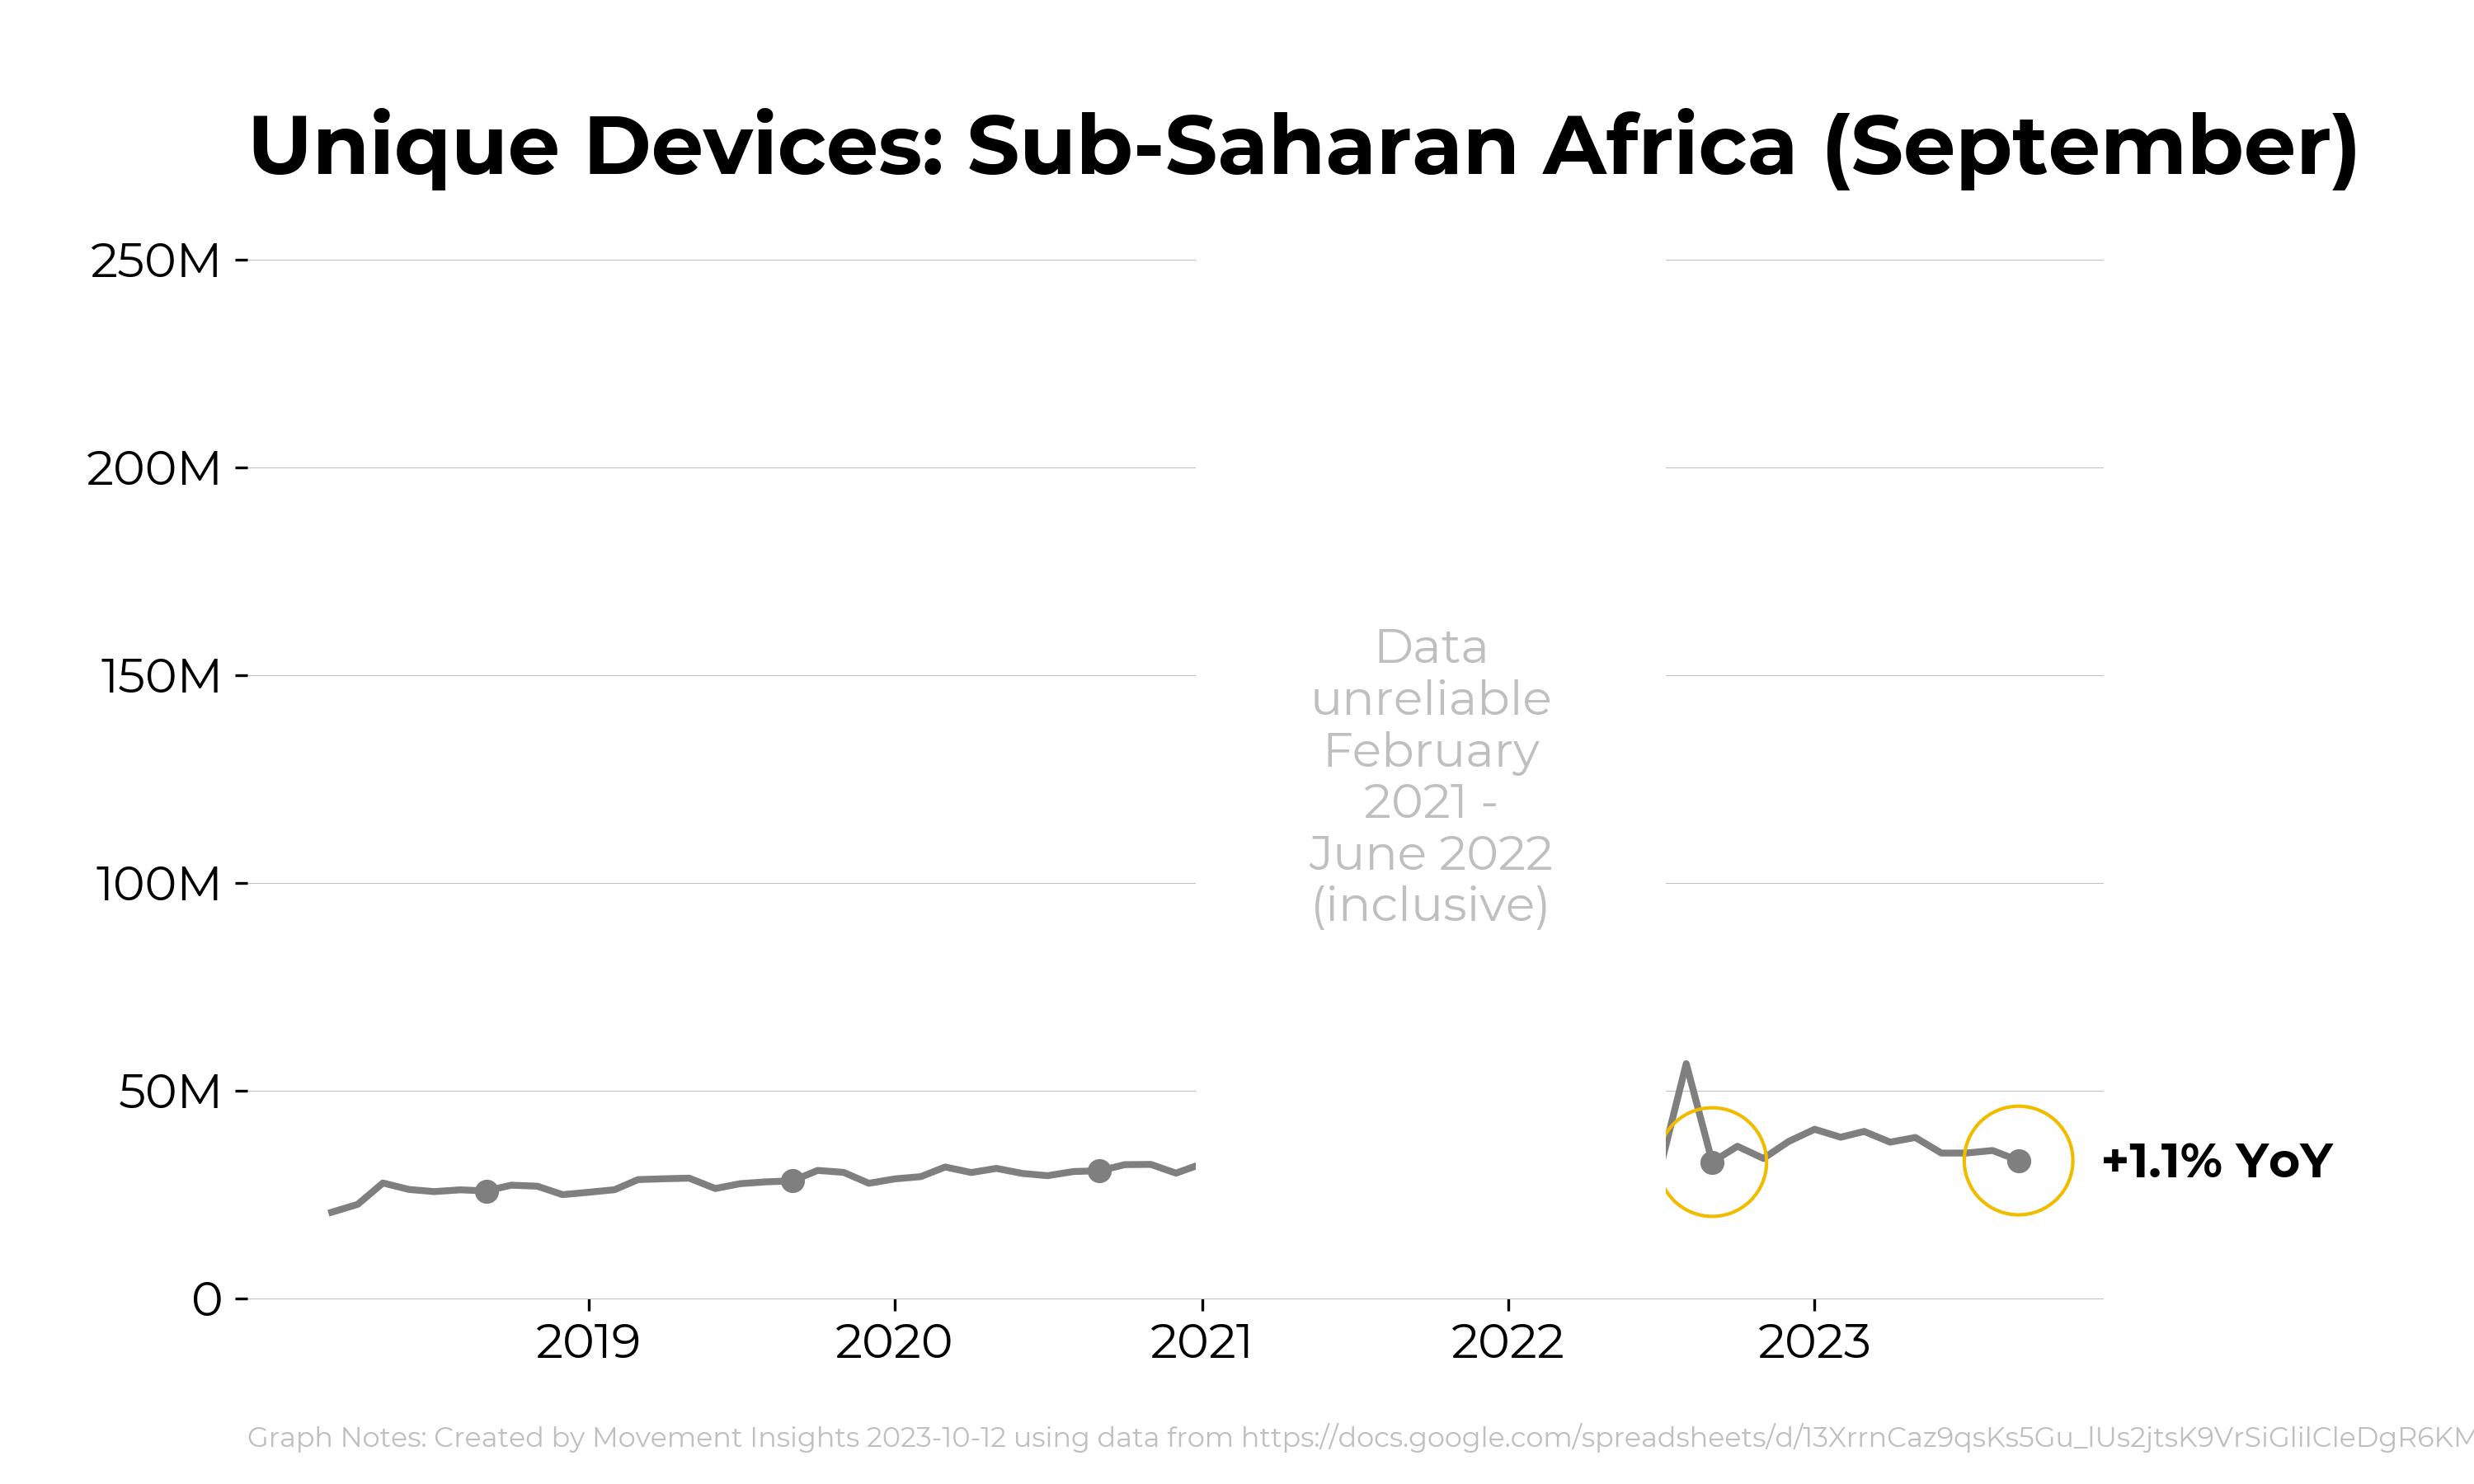 Unique Devices: Sub-Saharan Africa (September)
250M
200M
150M
100M
50M
0
Data
unreliable
February
2021 -
June 2022
(inclusive)
+1.1% YoY
2019 2020 2021 2022 2023
Graph Notes: Created by Movement Insights 2023-10-12 using data from https://docs.google.com/spreadsheets/d/13XrrnCaz9qsKs5Gu_lUs2jtsK9VrSiGlilCleDgR6KM